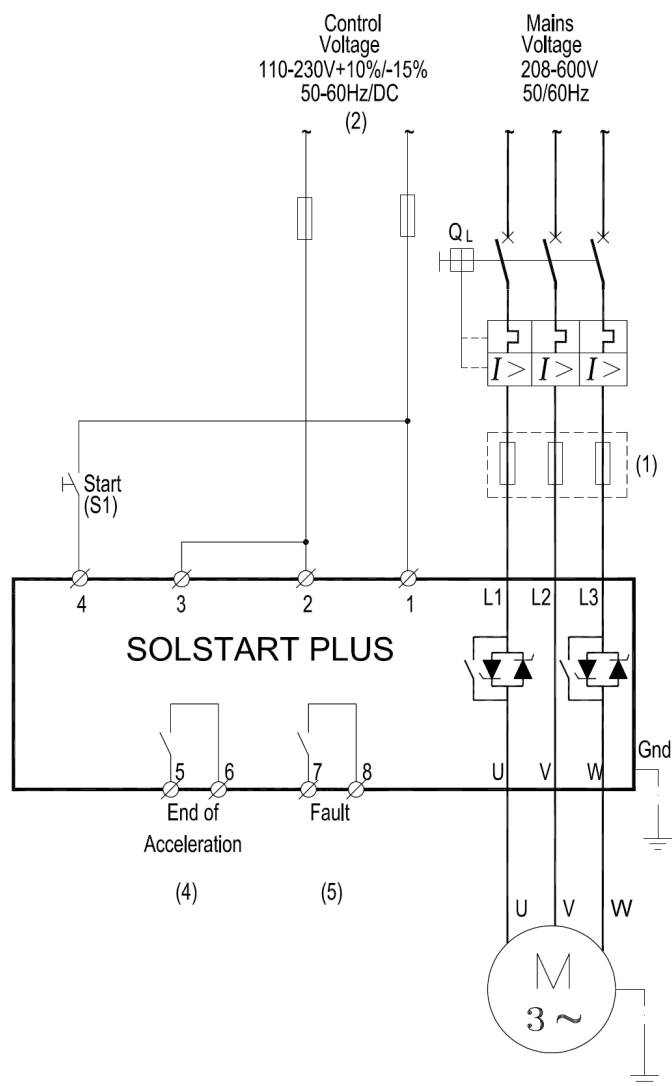 Control
Voltage
110-230V+10%/-15%
50-60Hz/DC
(2)
Mains
Voltage
208-600V
50/60Hz
~ ~ ~ ~ ~
QL
I > I > I >
(1)
Start
(S1)
4 3 2 1 L1 L2 L3
SOLSTART PLUS
Gnd
5 6 7 8 U V W
End of
Acceleration
Fault
(4) (5)
U V W
M
3 ~